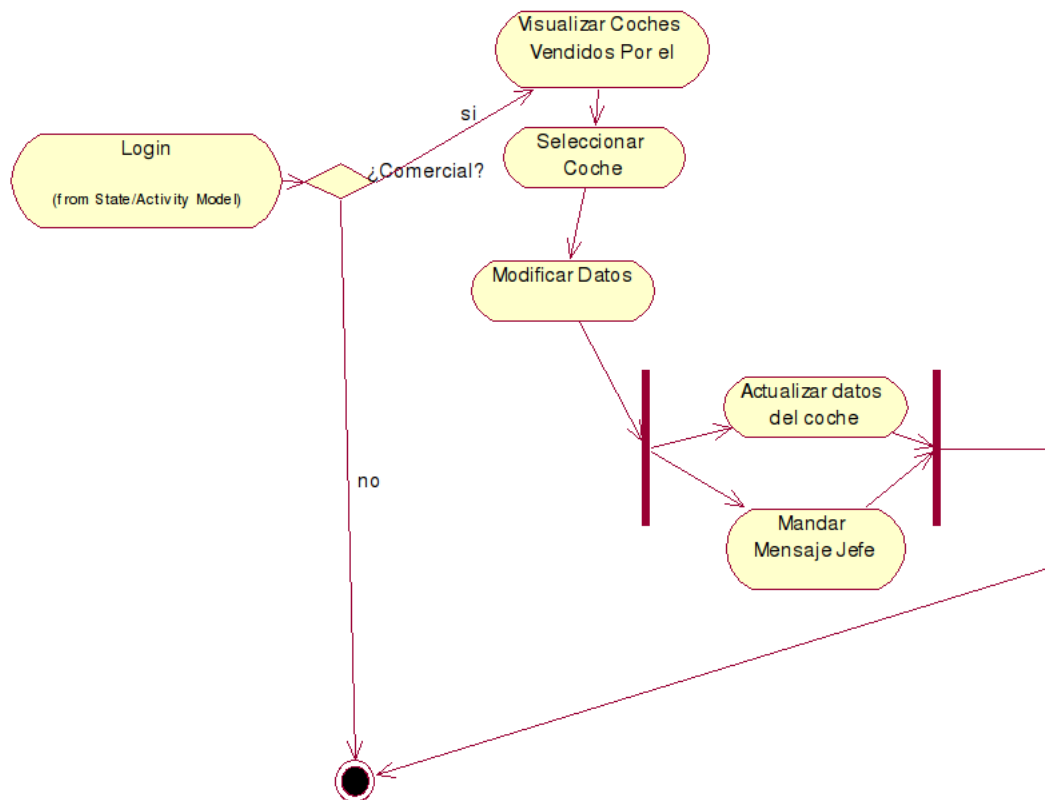 Visualizar Coches
Vendidos Por el
si
Login
(from State/Activity Model)
¿Comercial?
Seleccionar
Coche
Modificar Datos
Actualizar datos
del coche
no
Mandar
Mensaje Jefe